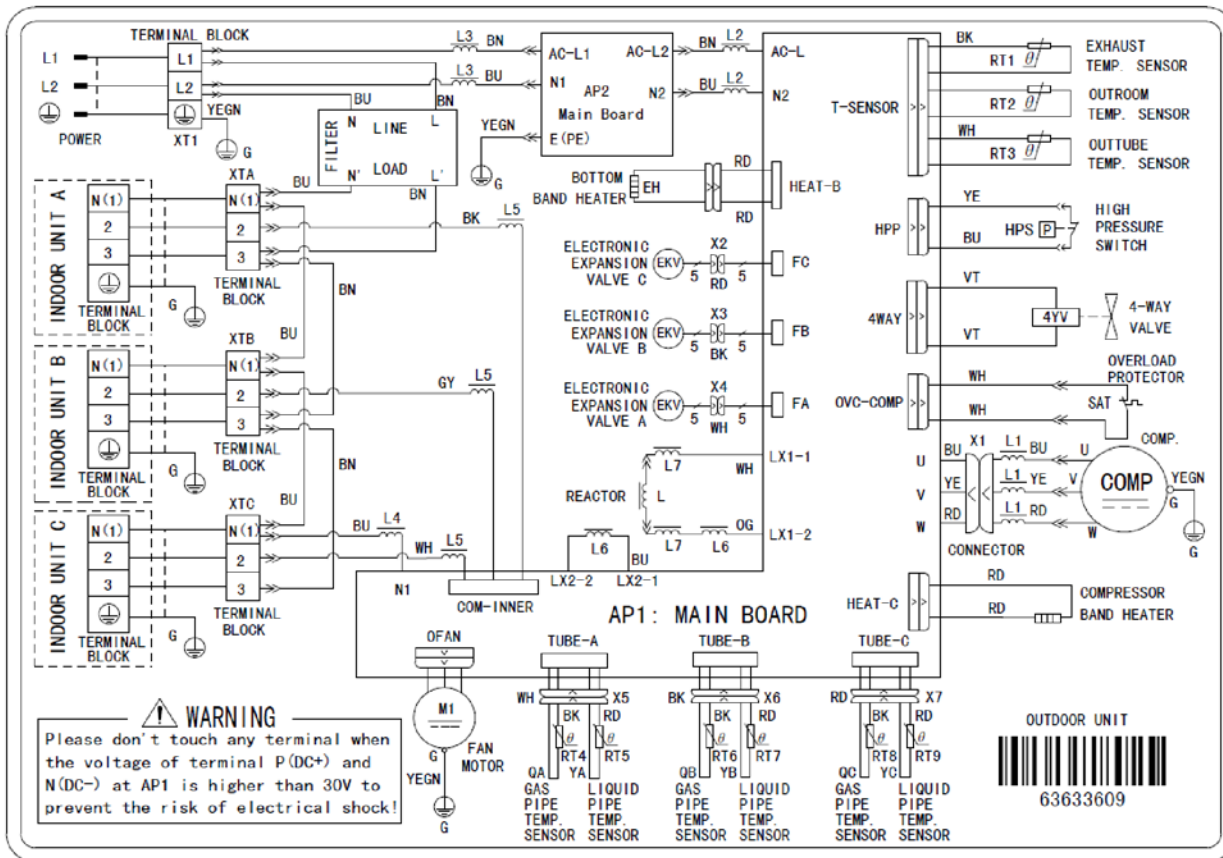 TERMINAL BLOCK
L1
L2
POWER
L1
L2
XT1
YEGN
G
L3
BN
L3
BU
BU
BN
FILTER
N
LINE
L
LOAD
N'
L'
AC-L1
AC-L2
N1
AP2
N2
Main Board
E(PE)
YEGN
G
BN
L2
BU
L2
AC-L
N2
T-SENSOR
BK
RT1
θ
EXHAUST
TEMP. SENSOR
RT2
θ
OUTROOM
TEMP. SENSOR
WH
RT3
θ
OUTTUBE
TEMP. SENSOR
INDOOR UNIT A
N(1)
2
3
TERMINAL
BLOCK
G
XTA
N(1)
2
3
TERMINAL
BLOCK
BU
BN
BK
L5
BN
BU
BOTTOM
BAND HEATER
EH
RD
RD
HEAT-B
HPP
YE
BU
HPS
P
HIGH
PRESSURE
SWITCH
ELECTRONIC
EXPANSION
VALVE C
EKV
5
X2
RD
5
FC
4WAY
VT
VT
4YV
4-WAY
VALVE
INDOOR UNIT B
N(1)
2
3
TERMINAL
BLOCK
G
XTB
N(1)
2
3
TERMINAL
BLOCK
GY
L5
BN
BU
ELECTRONIC
EXPANSION
VALVE B
EKV
5
X3
BK
5
FB
ELECTRONIC
EXPANSION
VALVE A
EKV
5
X4
WH
5
FA
OVC-COMP
WH
WH
OVERLOAD
PROTECTOR
SAT
U
V
W
BU
YE
RD
X1
CONNECTOR
L1
BU
L1
YE
L1
RD
U
V
W
COMP.
COMP
YEGN
G
G
INDOOR UNIT C
N(1)
2
3
TERMINAL
BLOCK
G
XTC
N(1)
2
3
TERMINAL
BLOCK
BU
L4
WH
L5
N1
COM-INNER
REACTOR
L7
WH
LX1-1
L
L7
L6
OG
LX1-2
L6
BU
LX2-2
LX2-1
AP1: MAIN BOARD
HEAT-C
RD
RD
COMPRESSOR
BAND HEATER
OFAN
M1
FAN
MOTOR
G
YEGN
G
TUBE-A
WH
X5
BK
RD
θ
RT4
θ
RT5
QA
YA
GAS
PIPE
TEMP.
SENSOR
LIQUID
PIPE
TEMP.
SENSOR
TUBE-B
BK
X6
BK
RD
θ
RT6
θ
RT7
QB
YB
GAS
PIPE
TEMP.
SENSOR
LIQUID
PIPE
TEMP.
SENSOR
TUBE-C
RD
X7
BK
RD
θ
RT8
θ
RT9
QC
YC
GAS
PIPE
TEMP.
SENSOR
LIQUID
PIPE
TEMP.
SENSOR
WARNING
Please don't touch any terminal when
the voltage of terminal P(DC+) and
N(DC-) at AP1 is higher than 30V to
prevent the risk of electrical shock!
OUTDOOR UNIT
63633609